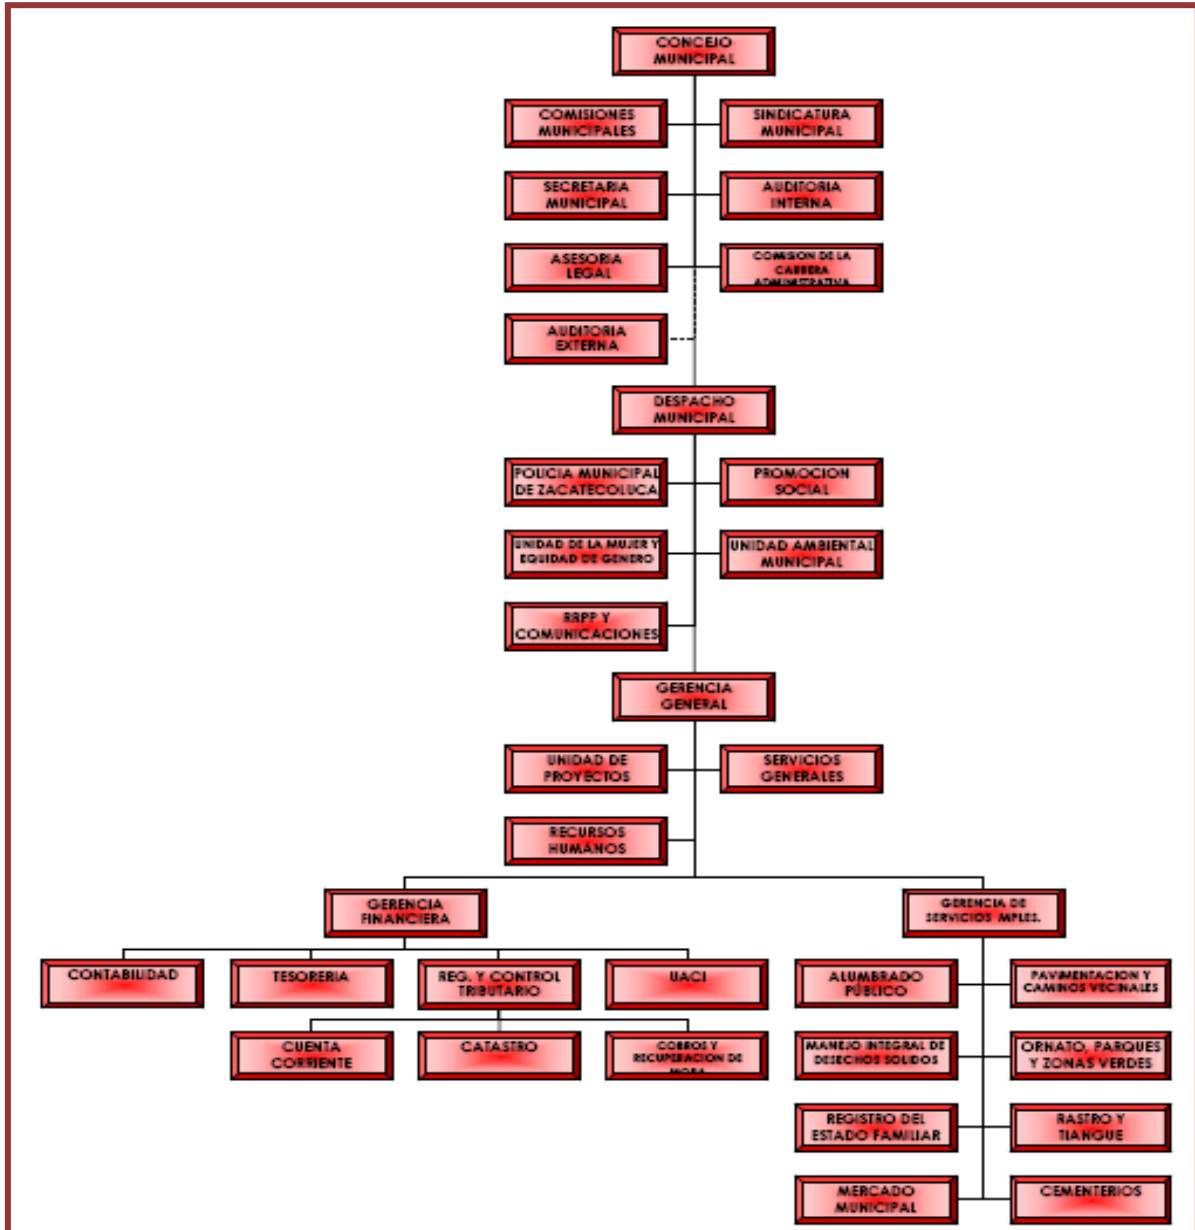 CONCEJO
MUNICIPAL
COMISIONES
MUNICIPALES
SINDICATURA
MUNICIPAL
SECRETARIA
MUNICIPAL
AUDITORIA
INTERNA
ASESORIA
LEGAL
COMISION DE LA
CARRERA
ADMINISTRATIVA
AUDITORIA
EXTERNA
DESPACHO
MUNICIPAL
POLICIA MUNICIPAL
DE ZACATECOLUCA
PROMOCION
SOCIAL
UNIDAD DE LA MUJER Y
EQUIDAD DE GENERO
UNIDAD AMBIENTAL
MUNICIPAL
RRPP Y
COMUNICACIONES
GERENCIA
GENERAL
UNIDAD DE
PROYECTOS
SERVICIOS
GENERALES
RECURSOS
HUMANOS
GERENCIA
FINANCIERA
GERENCIA DE
SERVICIOS MPLES.
CONTABILIDAD
TESORERIA
REG. Y CONTROL
TRIBUTARIO
UACI
ALUMBRADO
PÚBLICO
PAVIMENTACION Y
CAMINOS VECINALES
CUENTA
CORRIENTE
CATASTRO
COBROS Y
RECUPERACION DE
MORA
MANEJO INTEGRAL DE
DESECHOS SOLIDOS
ORNATO, PARQUES
Y ZONAS VERDES
REGISTRO DEL
ESTADO FAMILIAR
RASTRO Y
TIANGUE
MERCADO
MUNICIPAL
CEMENTERIOS